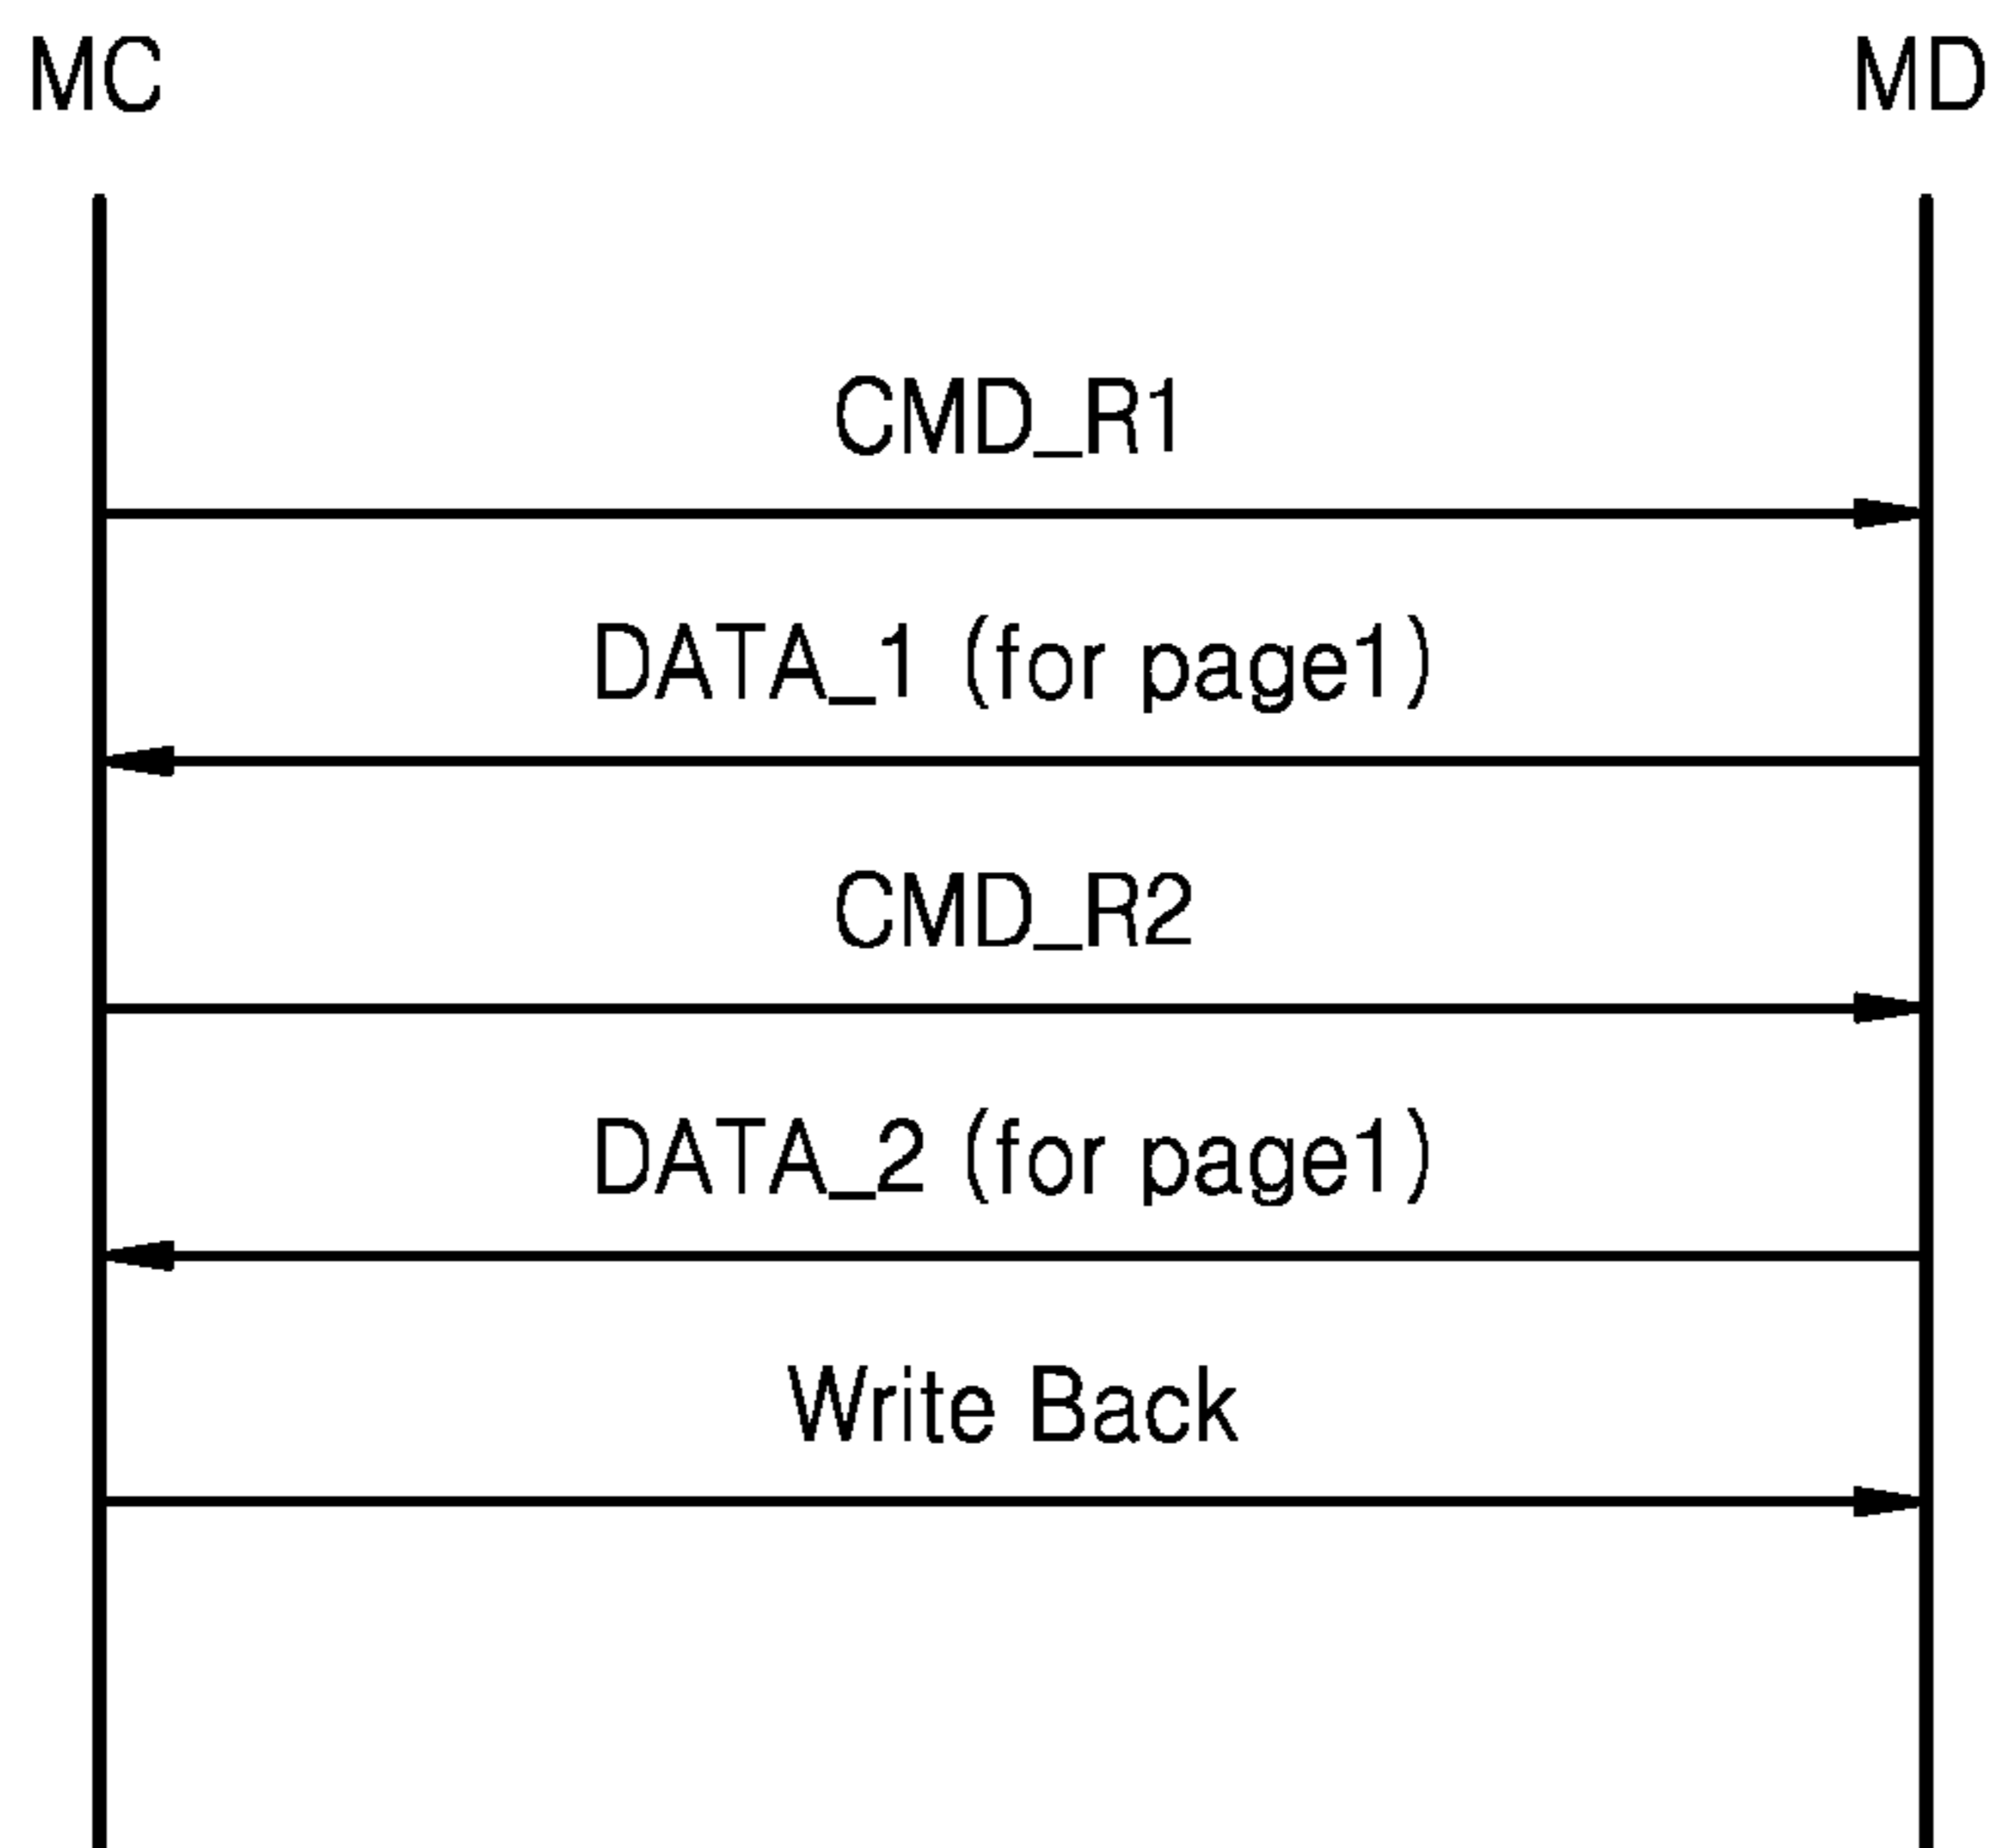 MC MD
CMD_R1
DATA_1 (for page1)
CMD_R2
DATA_2 (for page1)
Write Back